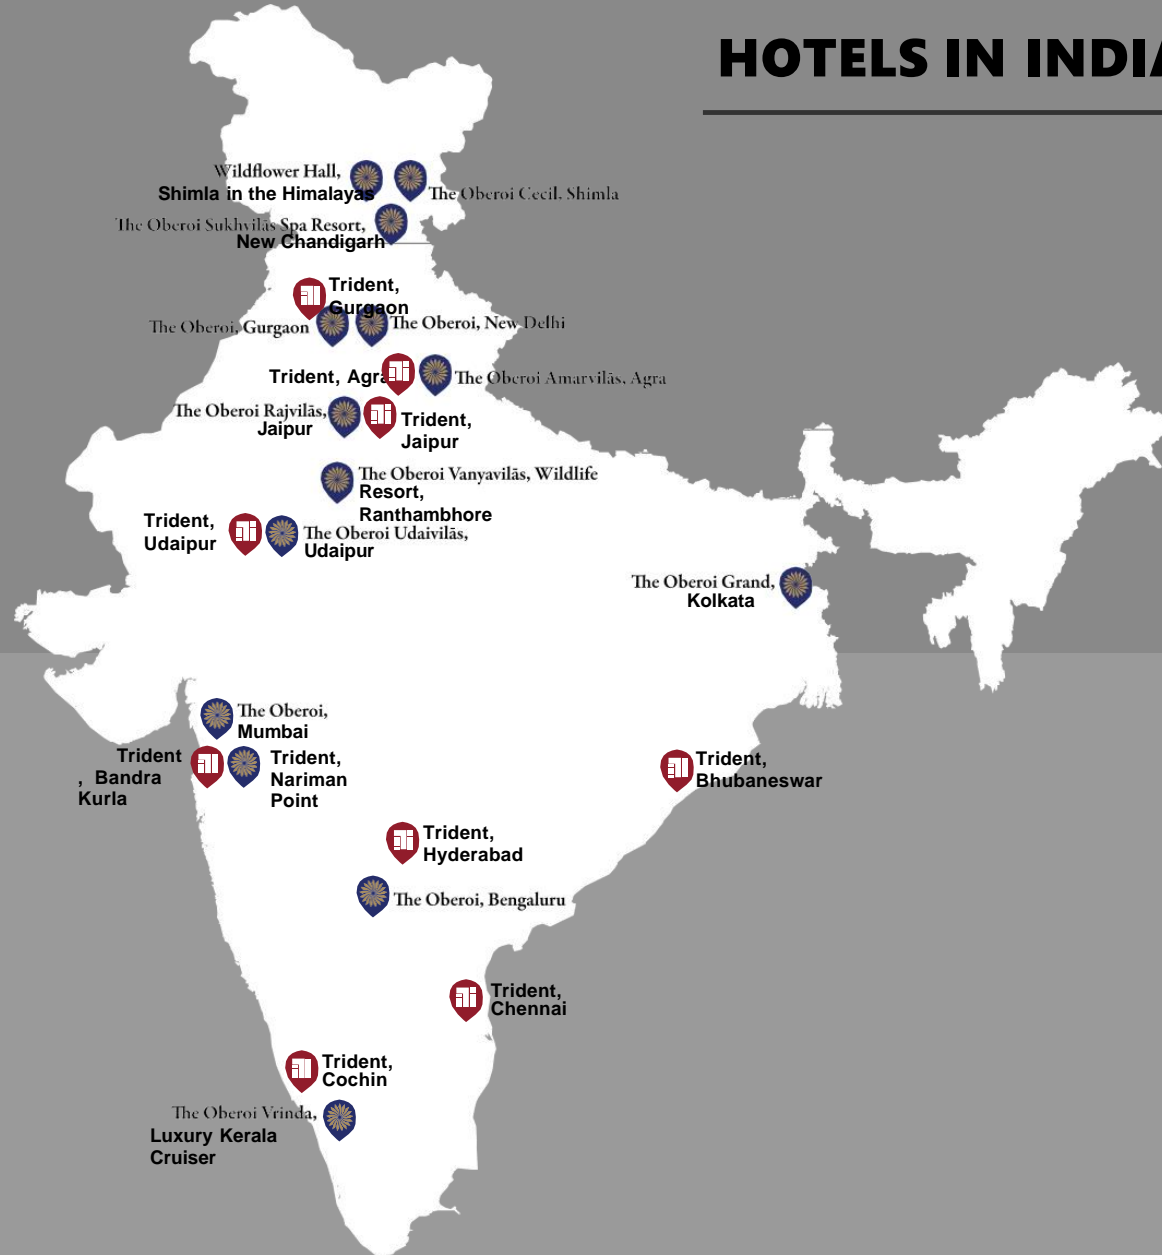 HOTELS IN INDIA
Wildflower Hall,
Shimla in the Himalayas
The Oberoi Cecil, Shimla
The Oberoi Sukhvilās Spa Resort,
New Chandigarh
Trident,
Gurgaon
The Oberoi, Gurgaon
The Oberoi, New Delhi
Trident, Agra
The Oberoi Amarvilās, Agra
The Oberoi Rajvilās,
Jaipur
Trident,
Jaipur
The Oberoi Vanyavilās, Wildlife
Resort,
Ranthambhore
Trident,
Udaipur
The Oberoi Udaivilās,
Udaipur
The Oberoi Grand,
Kolkata
The Oberoi,
Mumbai
Trident
, Bandra
Kurla
Trident,
Nariman
Point
Trident,
Bhubaneswar
Trident,
Hyderabad
The Oberoi, Bengaluru
Trident,
Chennai
Trident,
Cochin
The Oberoi Vrinda,
Luxury Kerala
Cruiser